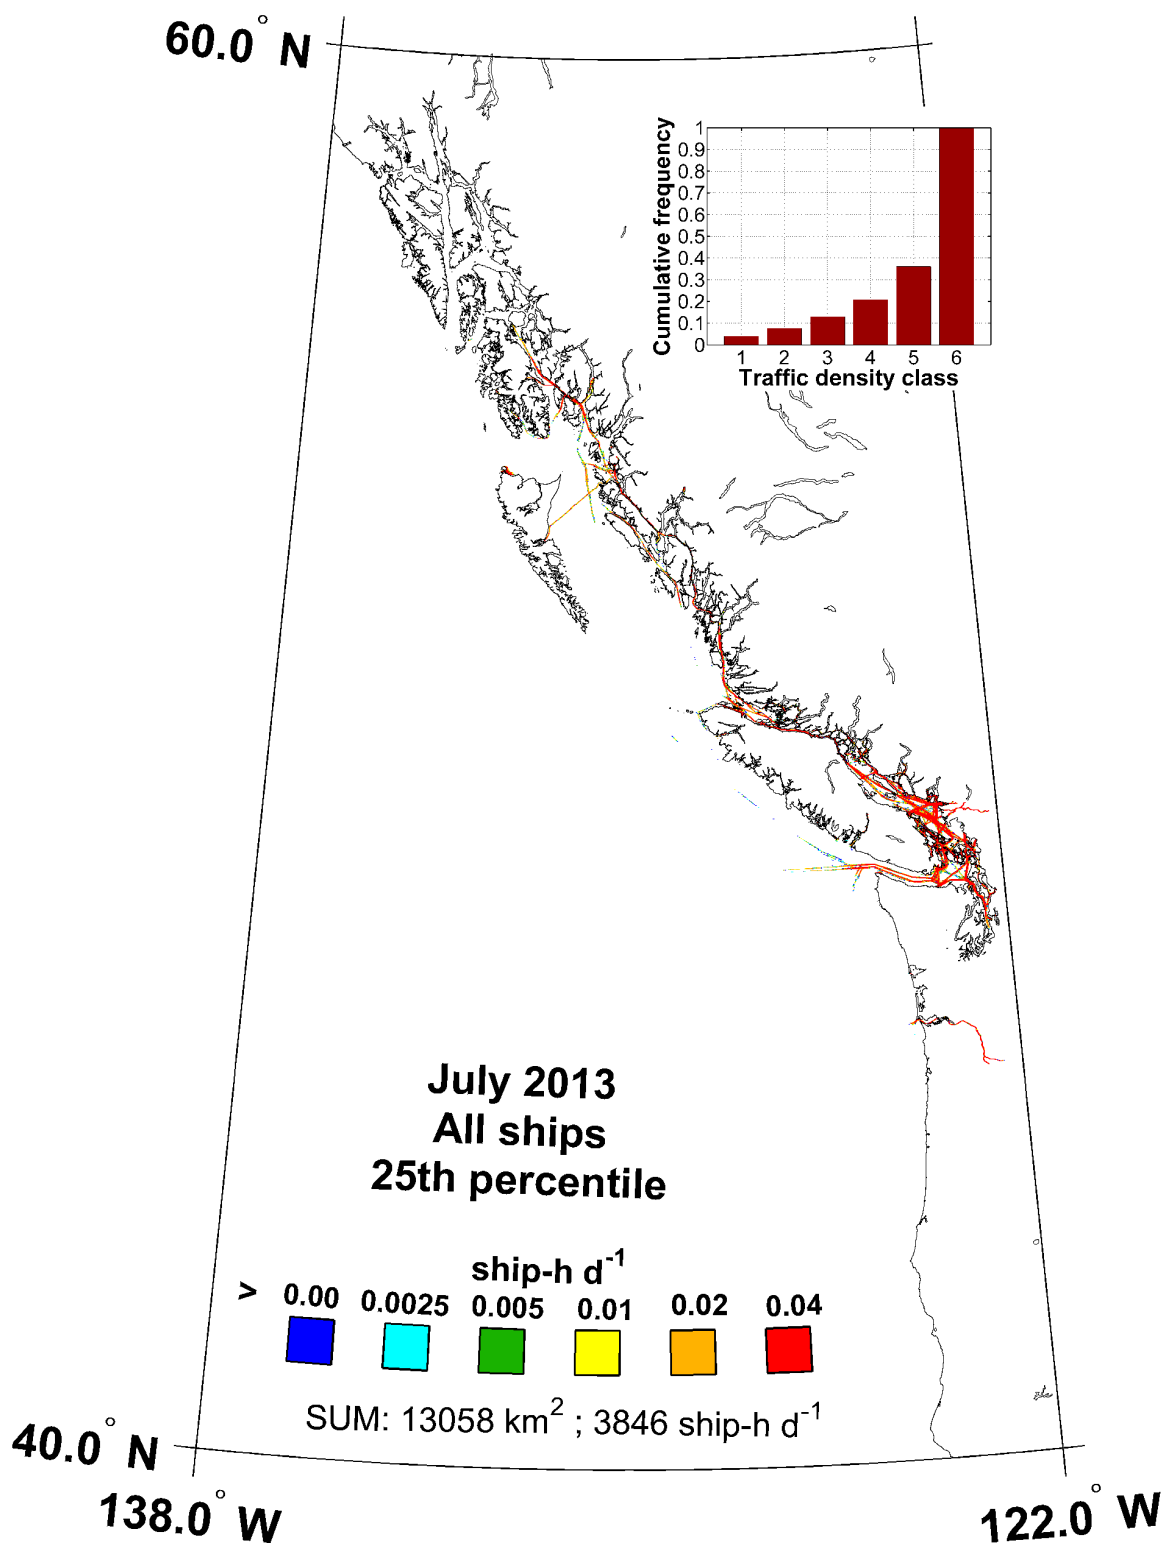 60.0° N
Cumulative frequency
1
0.9
0.8
0.7
0.6
0.5
0.4
0.3
0.2
0.1
0
1 2 3 4 5 6
Traffic density class
July 2013
All ships
25th percentile
ship-h d⁻¹
> 0.00 0.0025 0.005 0.01 0.02 0.04
SUM: 13058 km² ; 3846 ship-h d⁻¹
40.0° N
138.0° W
122.0° W